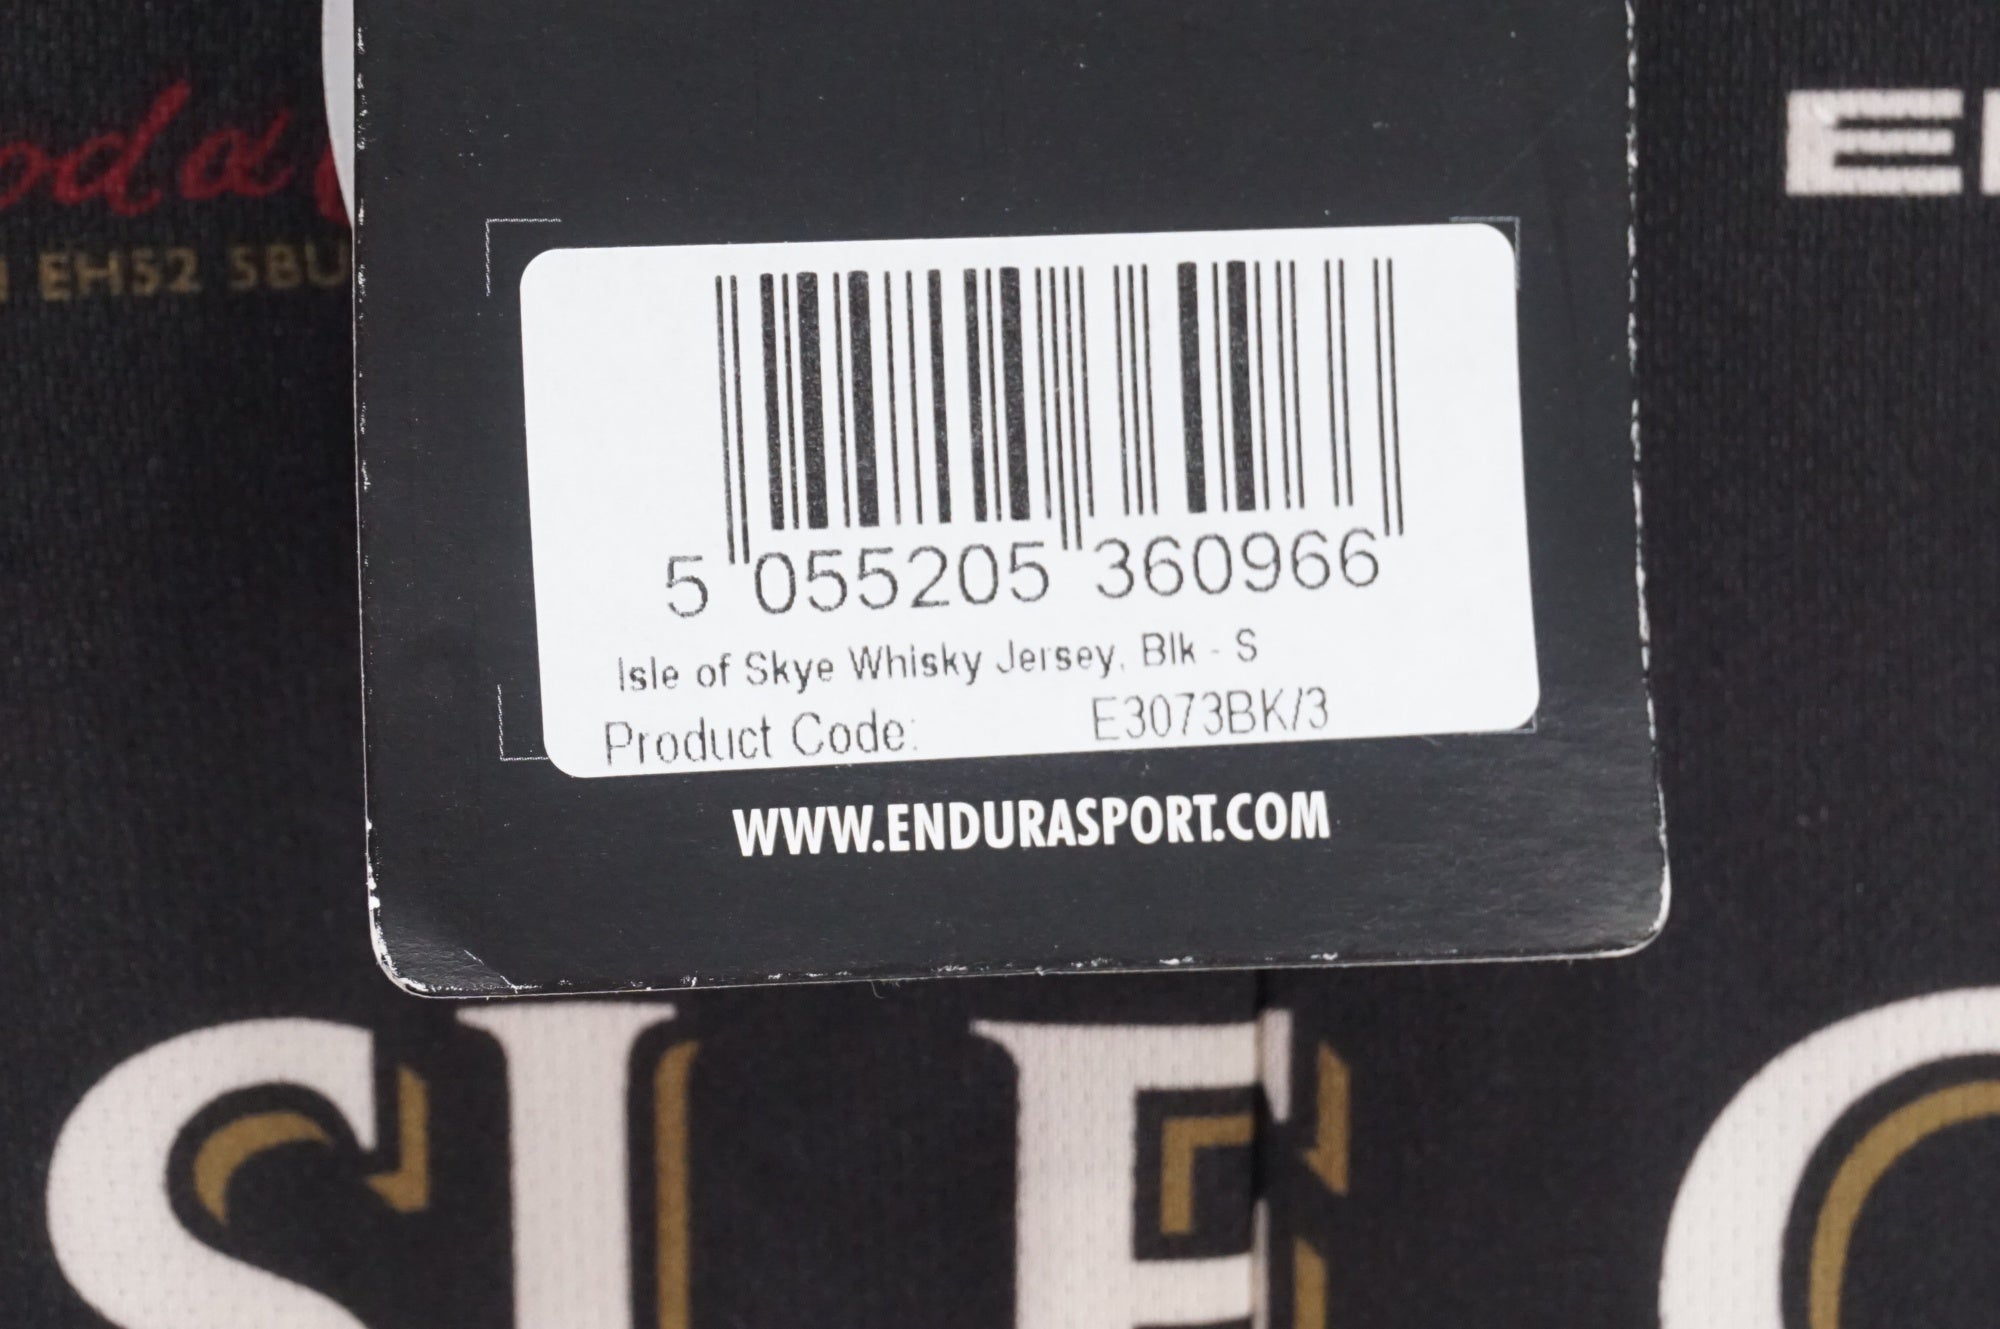 EH52 5BU
5 055205 360966
Isle of Skye Whisky Jersey, Blk - S
Product Code: E3073BK/3
WWW.ENDURASPORT.COM